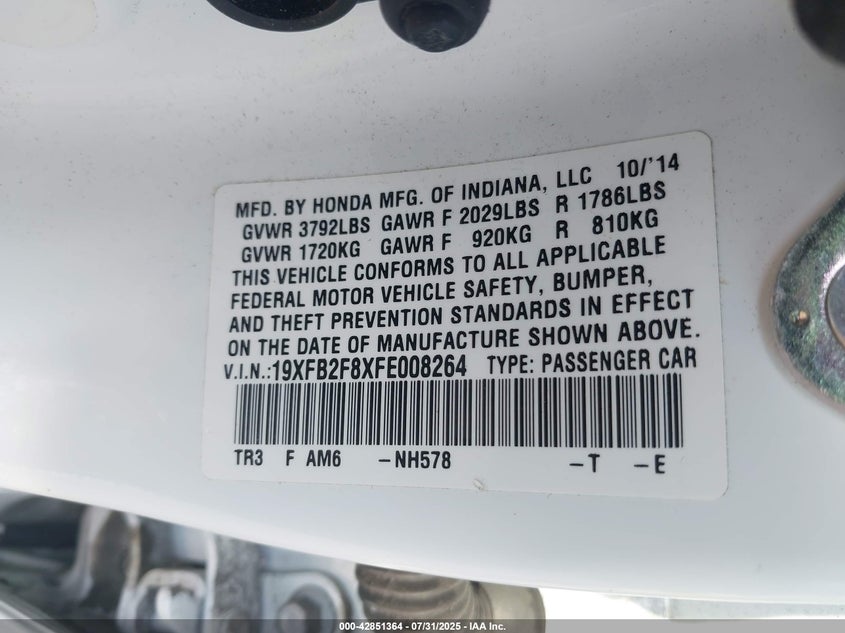 MFD. BY HONDA MFG. OF INDIANA, LLC 10/'14
GVWR 3792LBS GAWR F 2029LBS R 1786LBS
GVWR 1720KG GAWR F 920KG R 810KG
THIS VEHICLE CONFORMS TO ALL APPLICABLE
FEDERAL MOTOR VEHICLE SAFETY, BUMPER,
AND THEFT PREVENTION STANDARDS IN EFFECT
ON THE DATE OF MANUFACTURE SHOWN ABOVE.
V.I.N.:19XFB2F8XFE008264 TYPE: PASSENGER CAR
TR3 F AM6 -NH578 -T -E
000-42851364 - 07/31/2025 - IAA Inc.